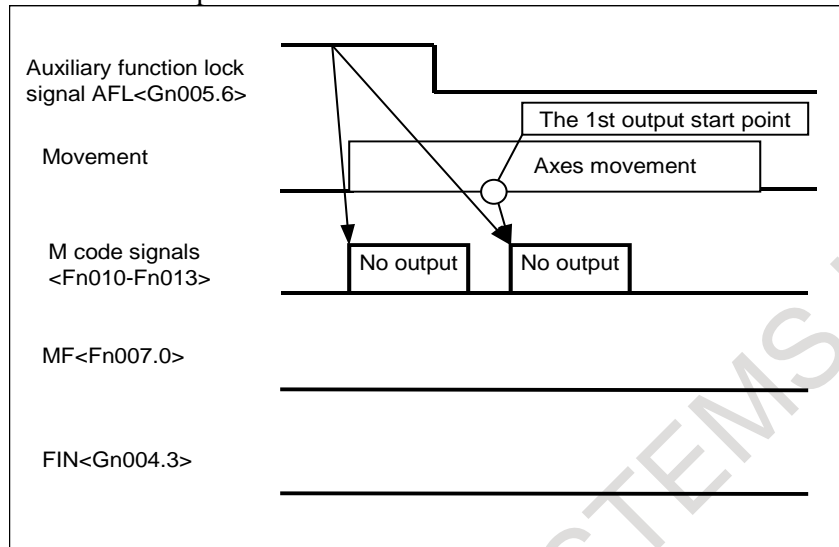 Auxiliary function lock
signal AFL<Gn005.6>
The 1st output start point
Movement
Axes movement
M code signals
<Fn010-Fn013>
No output
No output
MF<Fn007.0>
FIN<Gn004.3>
STEMS